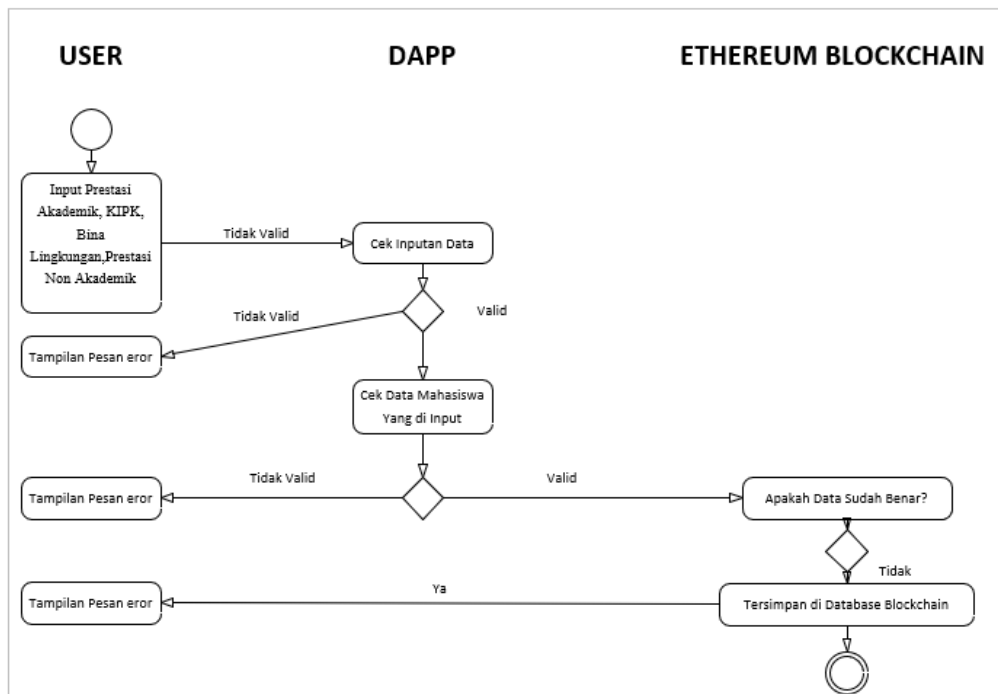 USER DAPP ETHEREUM BLOCKCHAIN
Input Prestasi
Akademik, KIPK,
Bina
Lingkungan,Prestasi
Non Akademik
Tidak Valid
Cek Inputan Data
Tidak Valid
Valid
Tampilan Pesan eror
Cek Data Mahasiswa
Yang di Input
Tampilan Pesan eror
Tidak Valid
Valid
Apakah Data Sudah Benar?
Tidak
Tampilan Pesan eror
Ya
Tersimpan di Database Blockchain